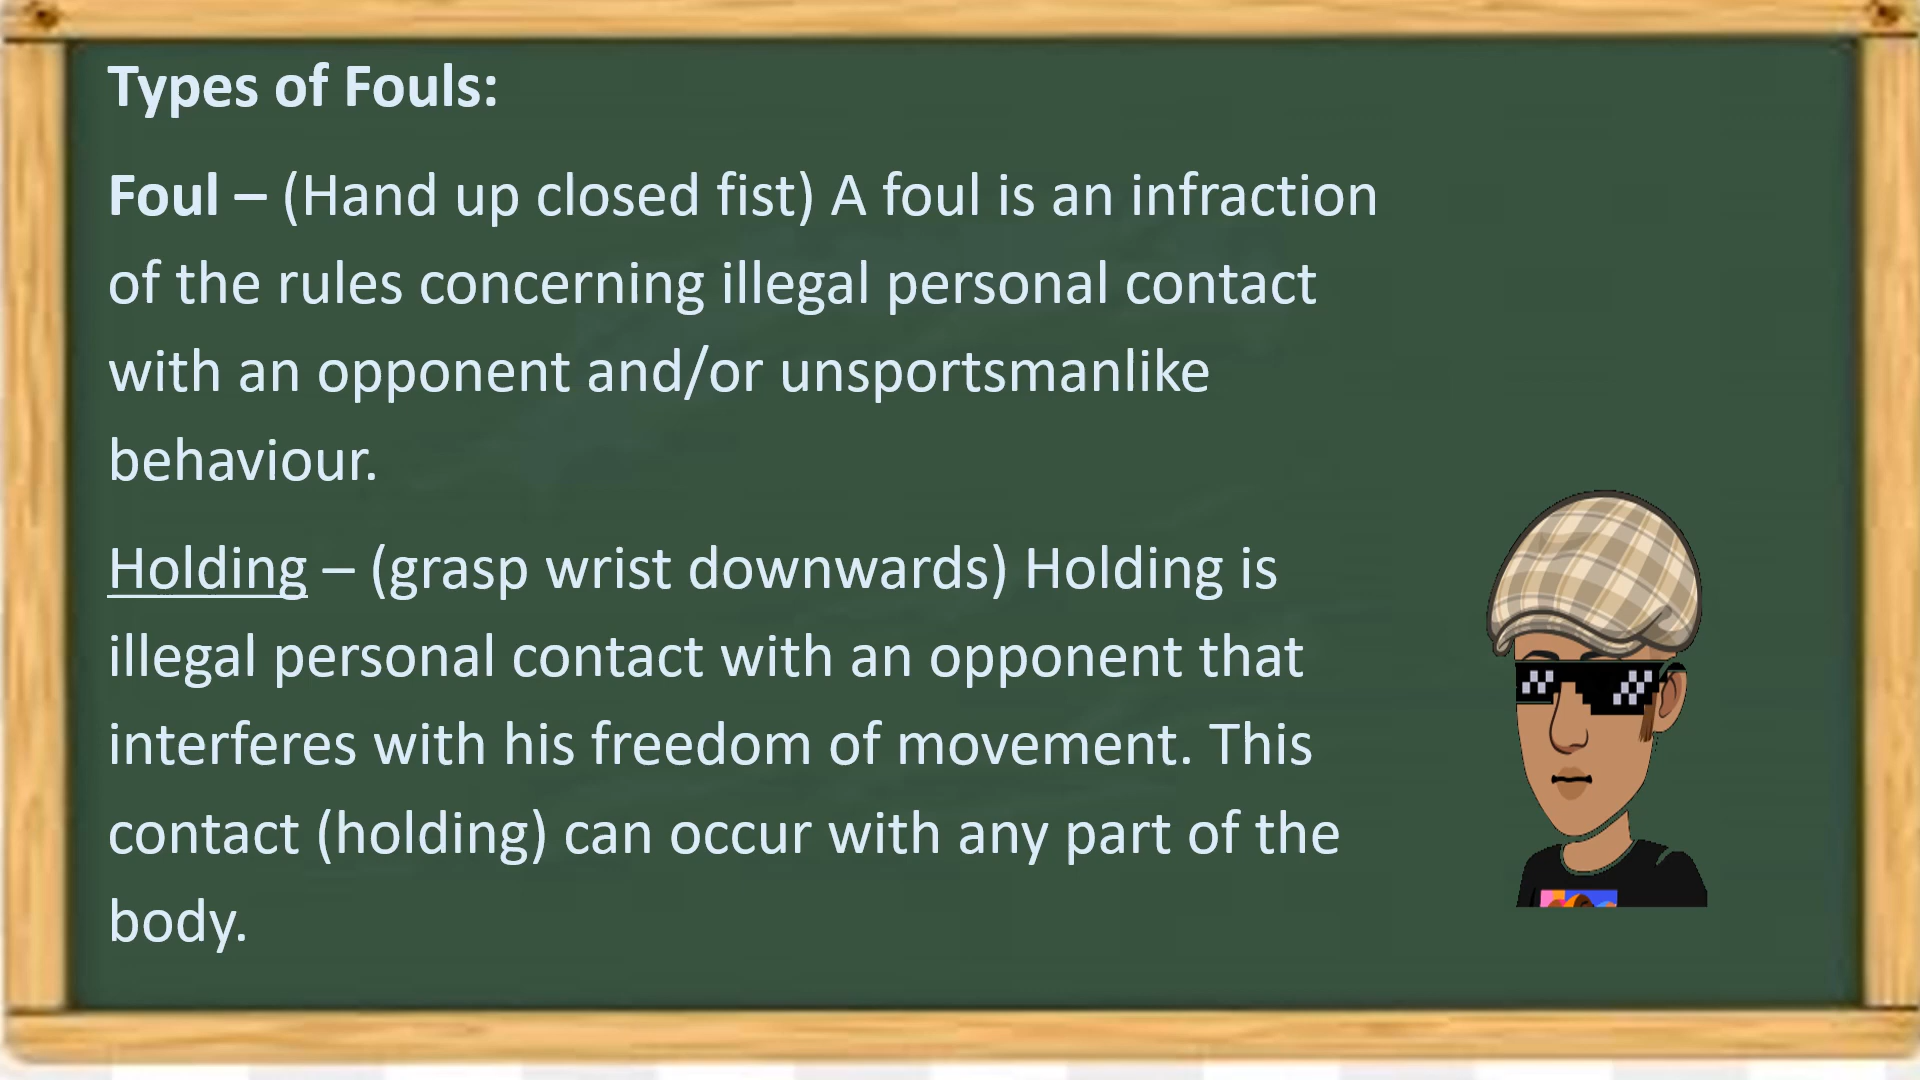 Types of Fouls:
Foul – (Hand up closed fist) A foul is an infraction
of the rules concerning illegal personal contact
with an opponent and/or unsportsmanlike
behaviour.
Holding – (grasp wrist downwards) Holding is
illegal personal contact with an opponent that
interferes with his freedom of movement. This
contact (holding) can occur with any part of the
body.